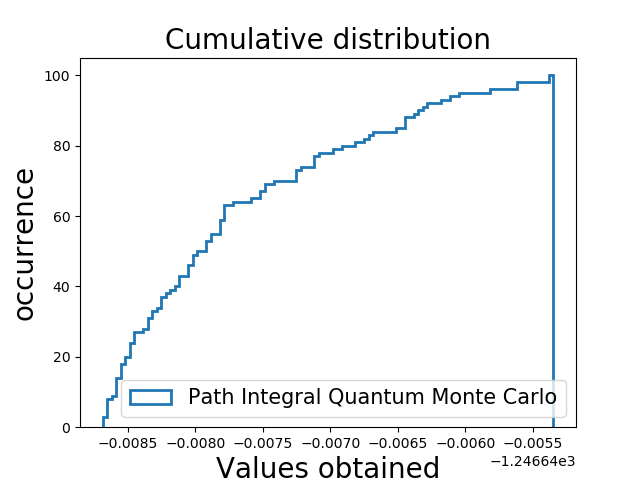 Cumulative distribution
occurrence
100
80
60
40
20
0
Path Integral Quantum Monte Carlo
−0.0085 −0.0080 −0.0075 −0.0070 −0.0065 −0.0060 −0.0055
−1.24664e3
Values obtained